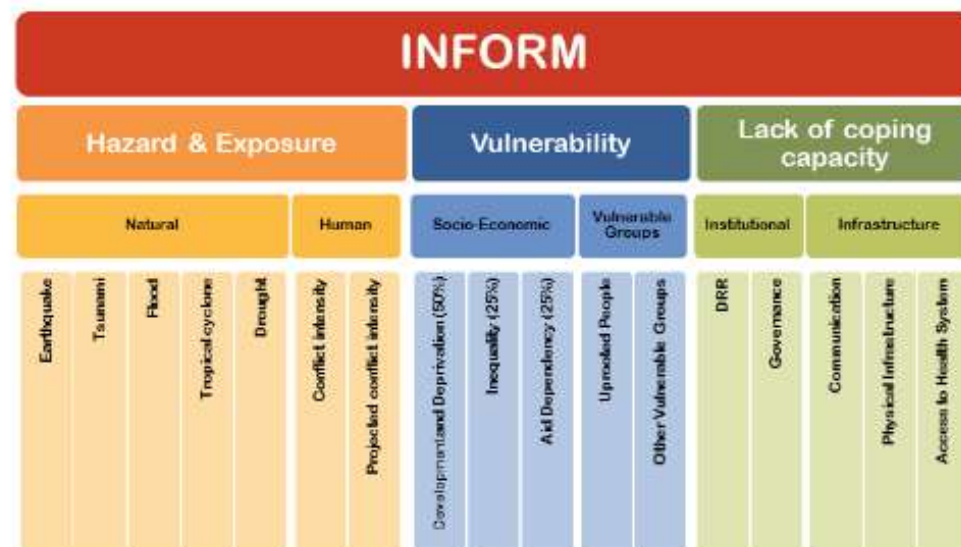 INFORM
Hazard & Exposure
Vulnerability
Lack of coping
capacity
Natural
Human
Socio-Economic
Vulnerable
Groups
Institutional
Infrastructure
Earthquake
Tsunami
Flood
Tropical cyclone
Drought
Conflict intensity
Projected conflict intensity
Developmentand Deprivation (50%)
Inequality (25%)
Aid Dependency (25%)
Uprooted People
Other Vulnerable Groups
DRR
Governance
Communication
Physical Infrastructure
Access to Health System